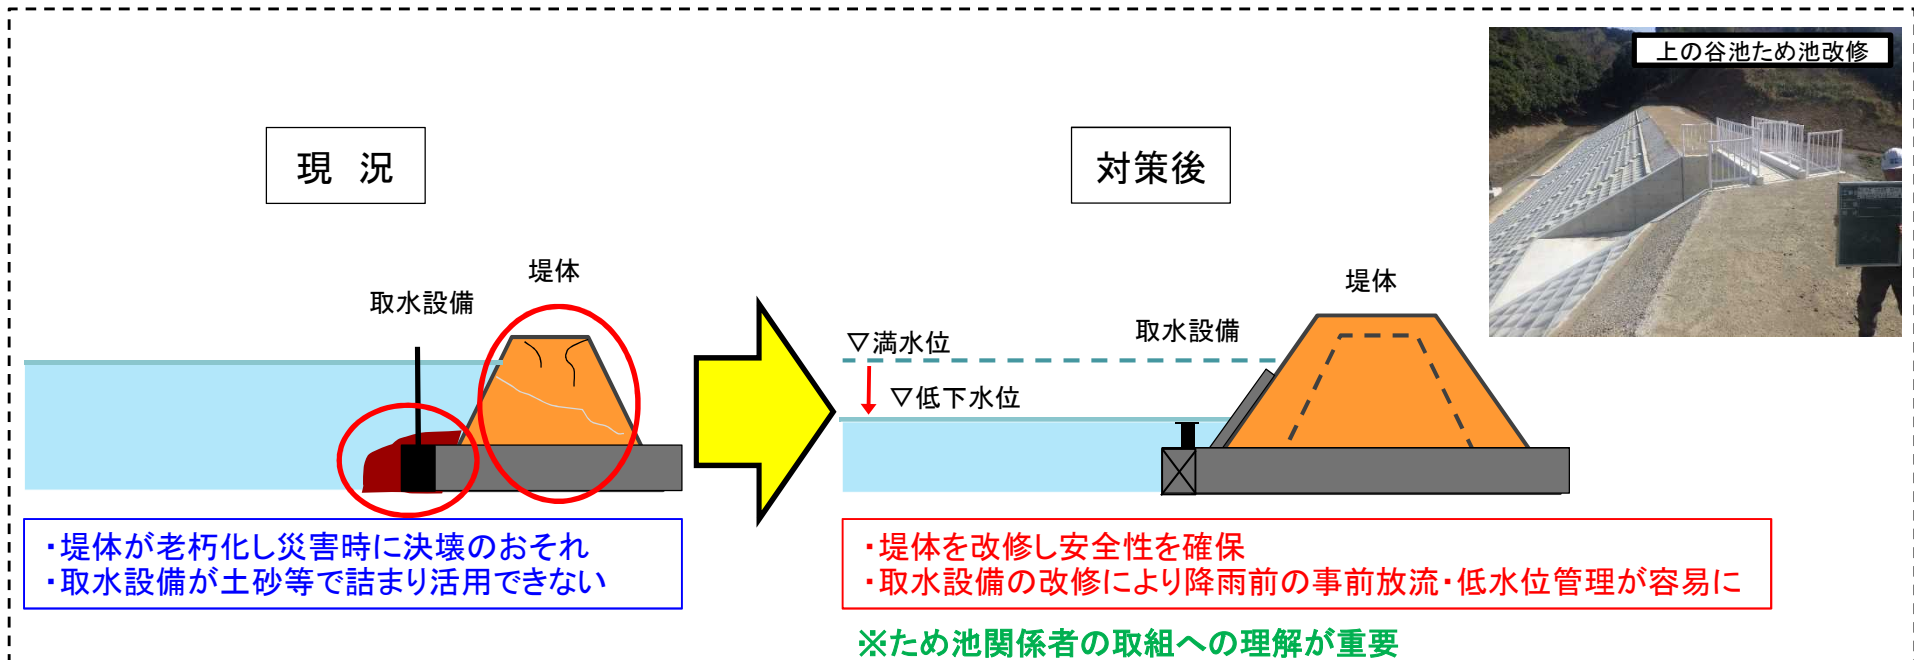 上の谷池ため池改修
現　況
対策後
堤体
取水設備
堤体
取水設備
▽満水位
▽低下水位
・堤体が老朽化し災害時に決壊のおそれ
・取水設備が土砂等で詰まり活用できない
・堤体を改修し安全性を確保
・取水設備の改修により降雨前の事前放流・低水位管理が容易に
※ため池関係者の取組への理解が重要